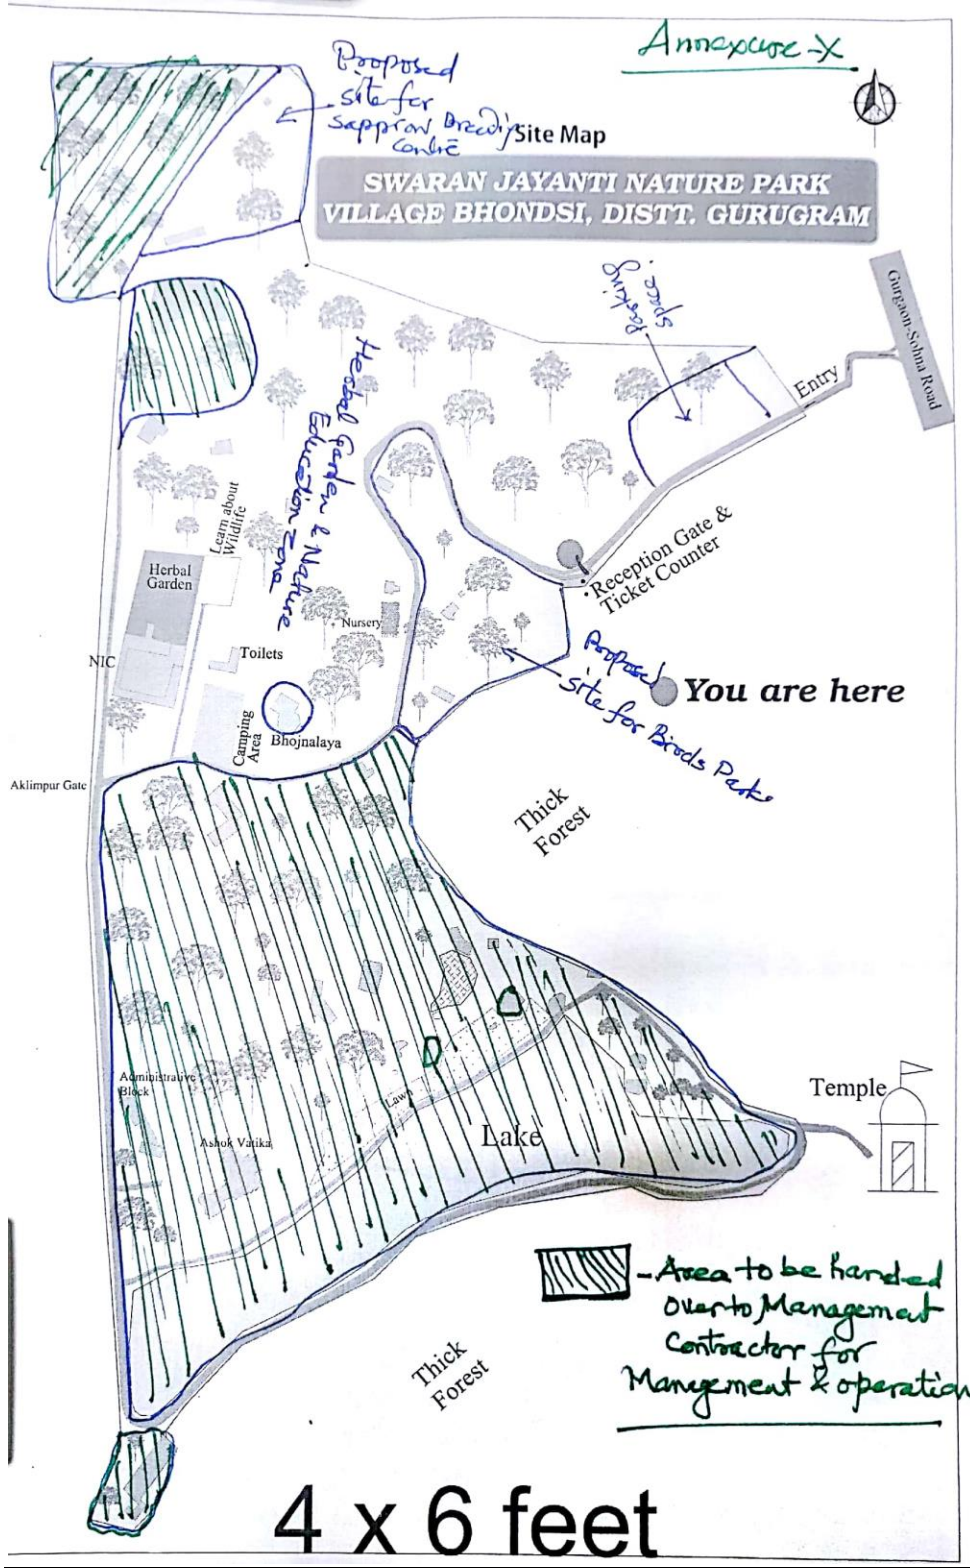 Annexure-X
Proposed
site for
Breeding
Centre
Site Map
SWARAN JAYANTI NATURE PARK
VILLAGE BHONDSI, DISTT. GURUGRAM
Parking
space
Gurgaon-Sohna Road
Entry
Herbal Garden & Nature
Education Zone
Learn about
Wildlife
Herbal
Garden
Reception Gate &
Ticket Counter
Nursery
NIC
Toilets
Proposed
site for Birds Park
You are here
Camping
Area
Bhojnalaya
Aklimpur Gate
Thick
Forest
Administrative
Block
Lawn
Temple
Ashok Vatika
Lake
- Area to be handed
over to Management
Contractor for
Management & operation
Thick
Forest
4 x 6 feet